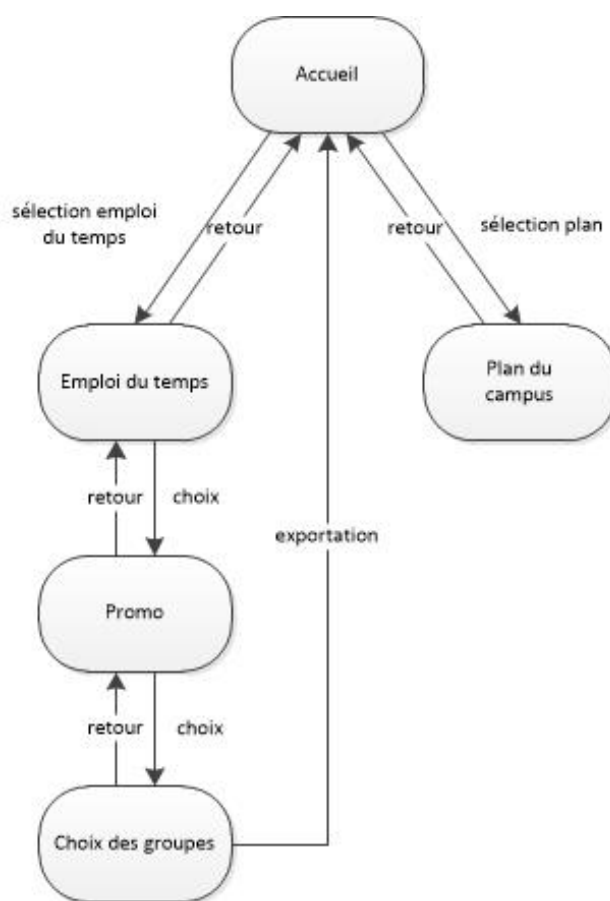 Accueil
sélection emploi
du temps
retour
retour
sélection plan
Emploi du temps
Plan du
campus
retour
choix
exportation
Promo
retour
choix
Choix des groupes